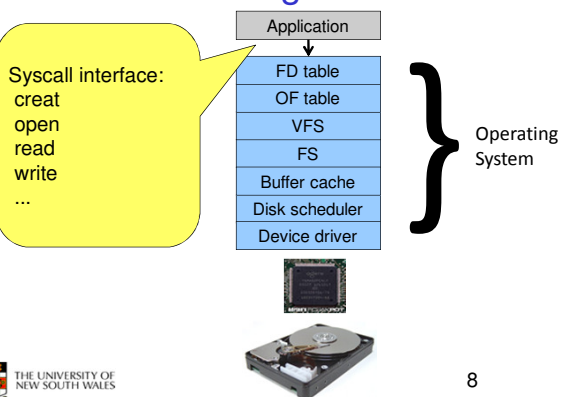 Application
Syscall interface:
creat
open
read
write
...
FD table
OF table
VFS
FS
Buffer cache
Disk scheduler
Device driver
Operating
System
THE UNIVERSITY OF
NEW SOUTH WALES
8